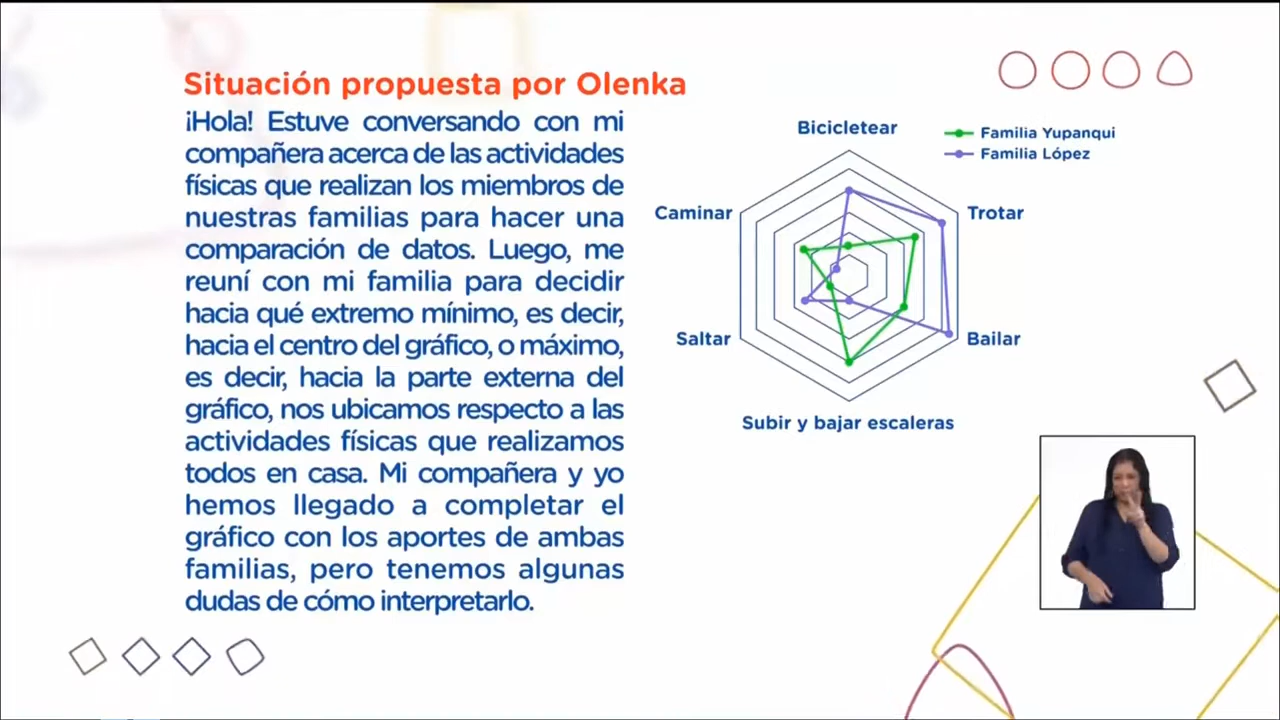 Situación propuesta por Olenka
¡Hola! Estuve conversando con mi
compañera acerca de las actividades
físicas que realizan los miembros de
nuestras familias para hacer una
comparación de datos. Luego, me
reuní con mi familia para decidir
hacia qué extremo mínimo, es decir,
hacia el centro del gráfico, o máximo,
es decir, hacia la parte externa del
gráfico, nos ubicamos respecto a las
actividades físicas que realizamos
todos en casa. Mi compañera y yo
hemos llegado a completar el
gráfico con los aportes de ambas
familias, pero tenemos algunas
dudas de cómo interpretarlo.
Bicicletear
Familia Yupanqui
Familia López
Caminar
Trotar
Saltar
Bailar
Subir y bajar escaleras